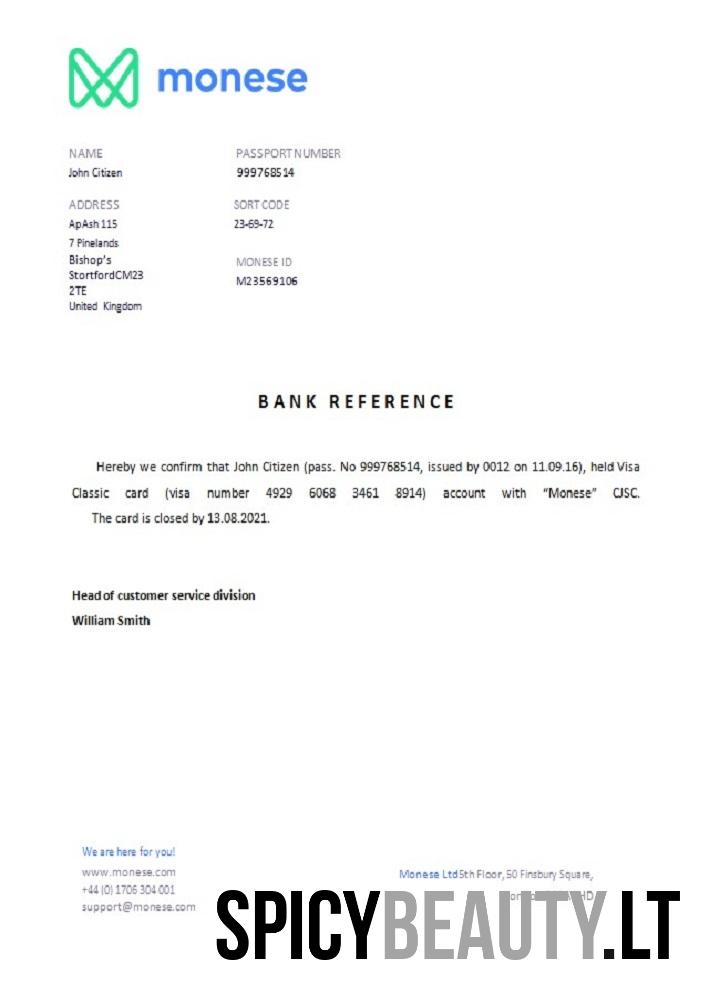 monese
NAME
John Citizen
PASSPORT NUMBER
999768514
ADDRESS
ApAsh 115
7 Pinelands
Bishop's
StortfordCM23
2TE
United Kingdom
SORT CODE
23-69-72
MONESE ID
M23569106
BANK REFERENCE
Hereby we confirm that John Citizen (pass. No 999768514, issued by 0012 on 11.09.16), held Visa
Classic card (visa number 4929 6068 3461 8914) account with “Monese” CJSC.
The card is closed by 13.08.2021.
Head of customer service division
William Smith
We are here for you!
www.monese.com
+44 (0) 1706 304 001
support@monese.com
Monese Ltd5th Floor, 50 Finsbury Square,
SPICYBEAUTY.LT